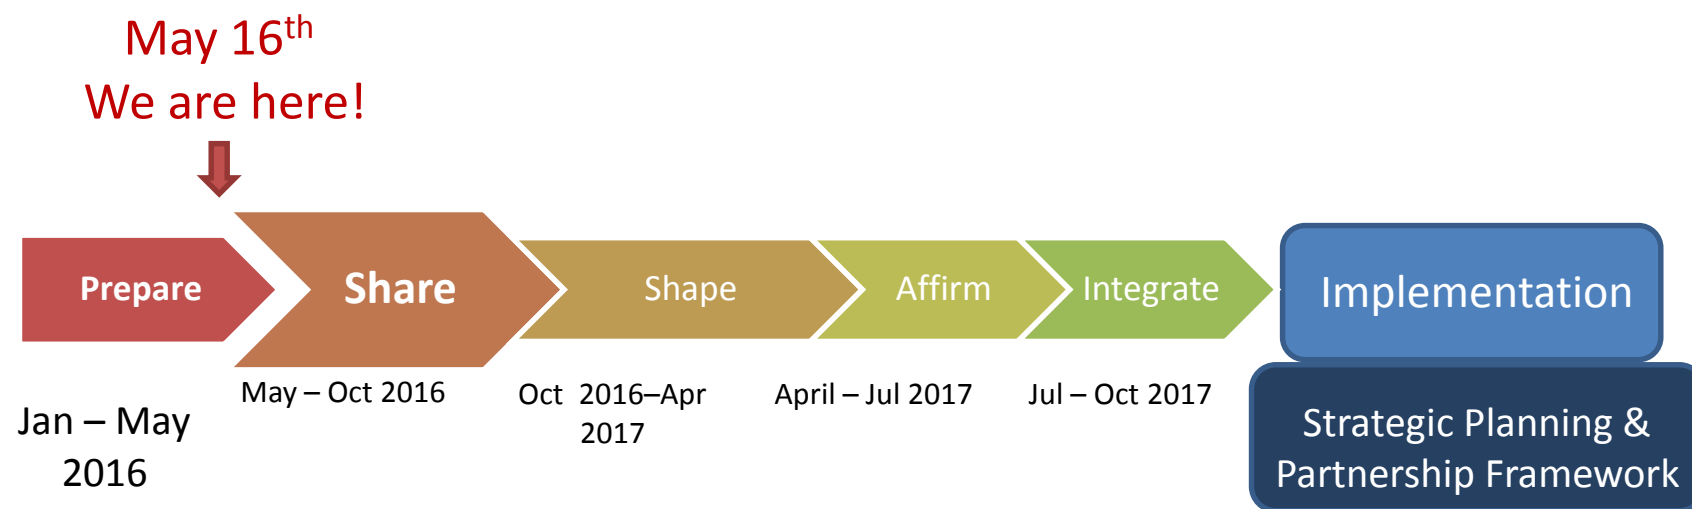 May 16th
We are here!
Prepare
Share
Shape
Affirm
Integrate
Implementation
Jan – May
2016
May – Oct 2016
Oct  2016–Apr
2017
April – Jul 2017
Jul – Oct 2017
Strategic Planning &
Partnership Framework